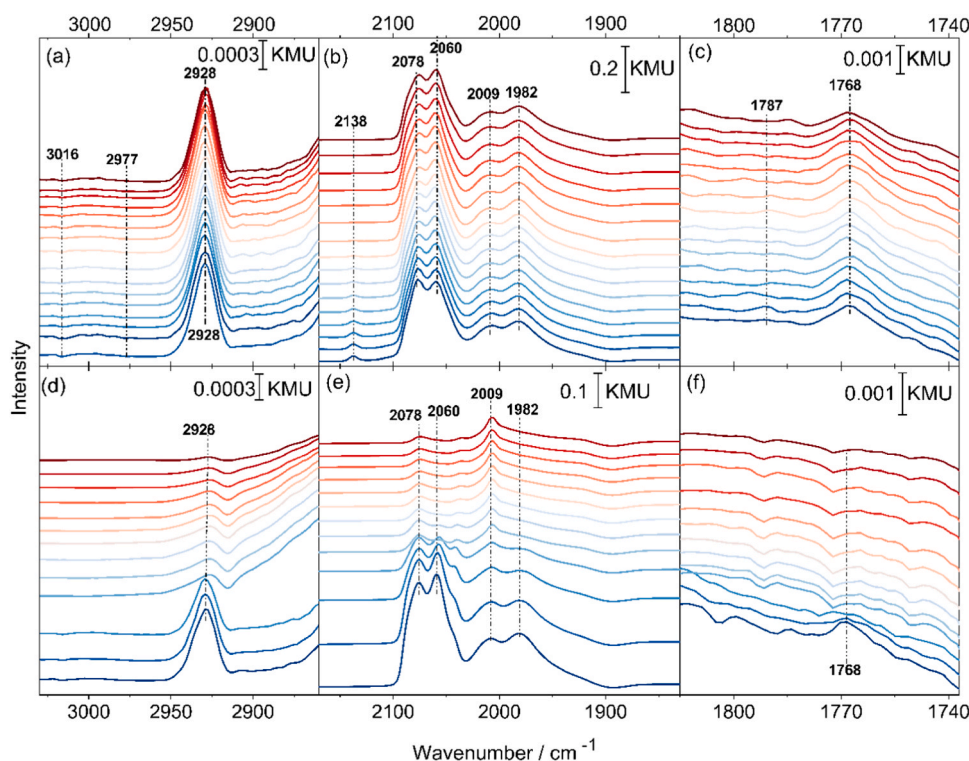 3000 2950 2900 2100 2000 1900 1800 1770 1740
(a) 0.0003 KMU
2928
3016 2977
2928
(b) 2078 2060 0.2 KMU
2009 1982
2138
(c) 0.001 KMU
1787 1768
(d) 0.0003 KMU
2928
(e) 2009 0.1 KMU
2078 2060 1982
(f) 0.001 KMU
1768
Intensity
3000 2950 2900 2100 2000 1900 1800 1770 1740
Wavenumber / cm⁻¹